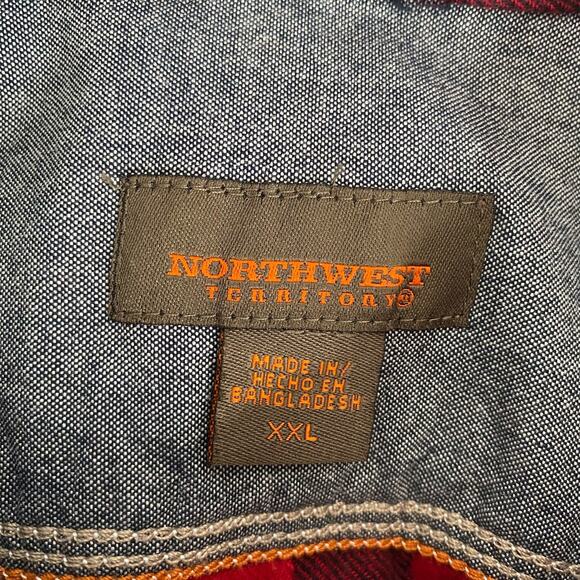 NORTHWEST
TERRITORY®
MADE IN/
HECHO EN
BANGLADESH
XXL